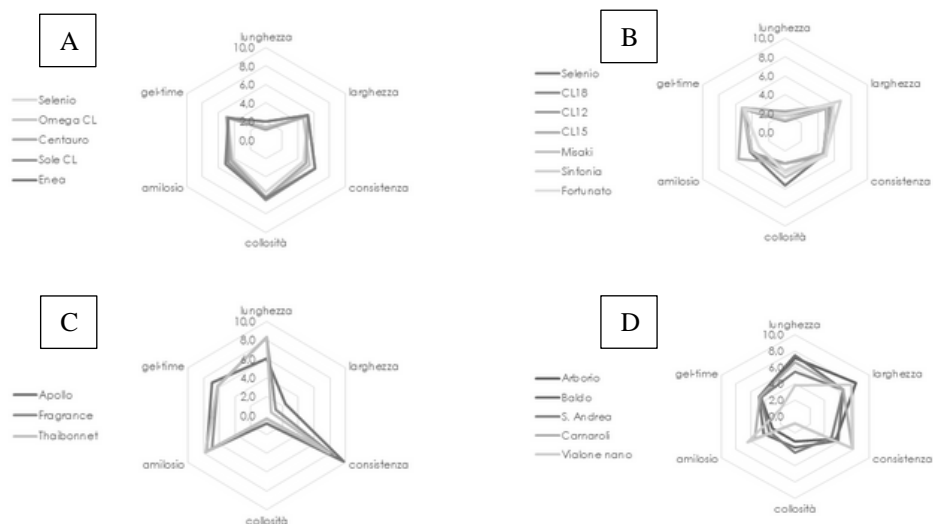 A
lunghezza
10,0
8,0
6,0
4,0
2,0
0,0
gel-time
larghezza
amilosio
consistenza
collosità
Selenio
Omega CL
Centauro
Sole CL
Enea
B
lunghezza
10,0
8,0
6,0
4,0
2,0
0,0
gel-time
larghezza
amilosio
consistenza
collosità
Selenio
CL18
CL12
CL15
Misaki
Sinfonia
Fortunato
C
lunghezza
10,0
8,0
6,0
4,0
2,0
0,0
gel-time
larghezza
amilosio
consistenza
collosità
Apollo
Fragrance
Thaibonnet
D
lunghezza
10,0
8,0
6,0
4,0
2,0
0,0
gel-time
larghezza
amilosio
consistenza
collosità
Arborio
Baldo
S. Andrea
Carnaroli
Vialone nano